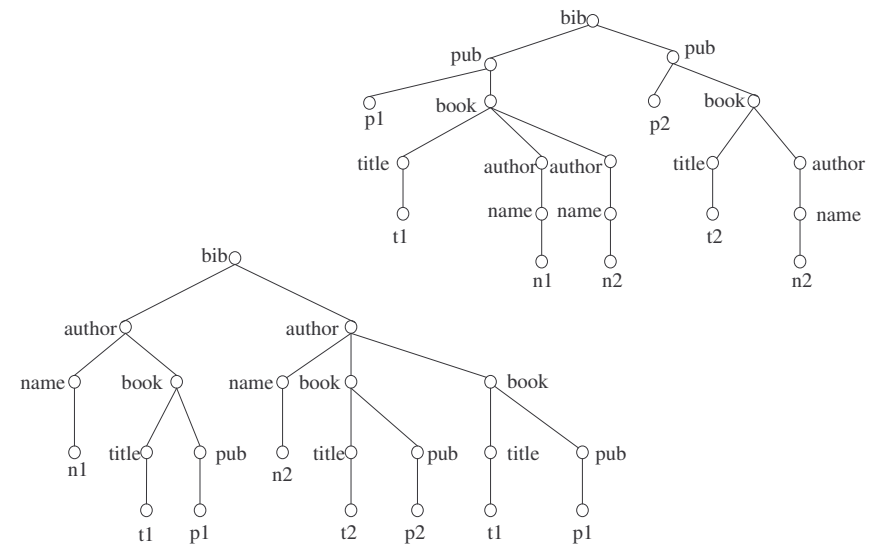 bib
pub pub
p1 book p2 book
title author author title author
name name name
t1 t2
n1 n2 n2
bib
author author
name book name book book
title pub title pub title pub
n1 n2
t1 p1 t2 p2 t1 p1